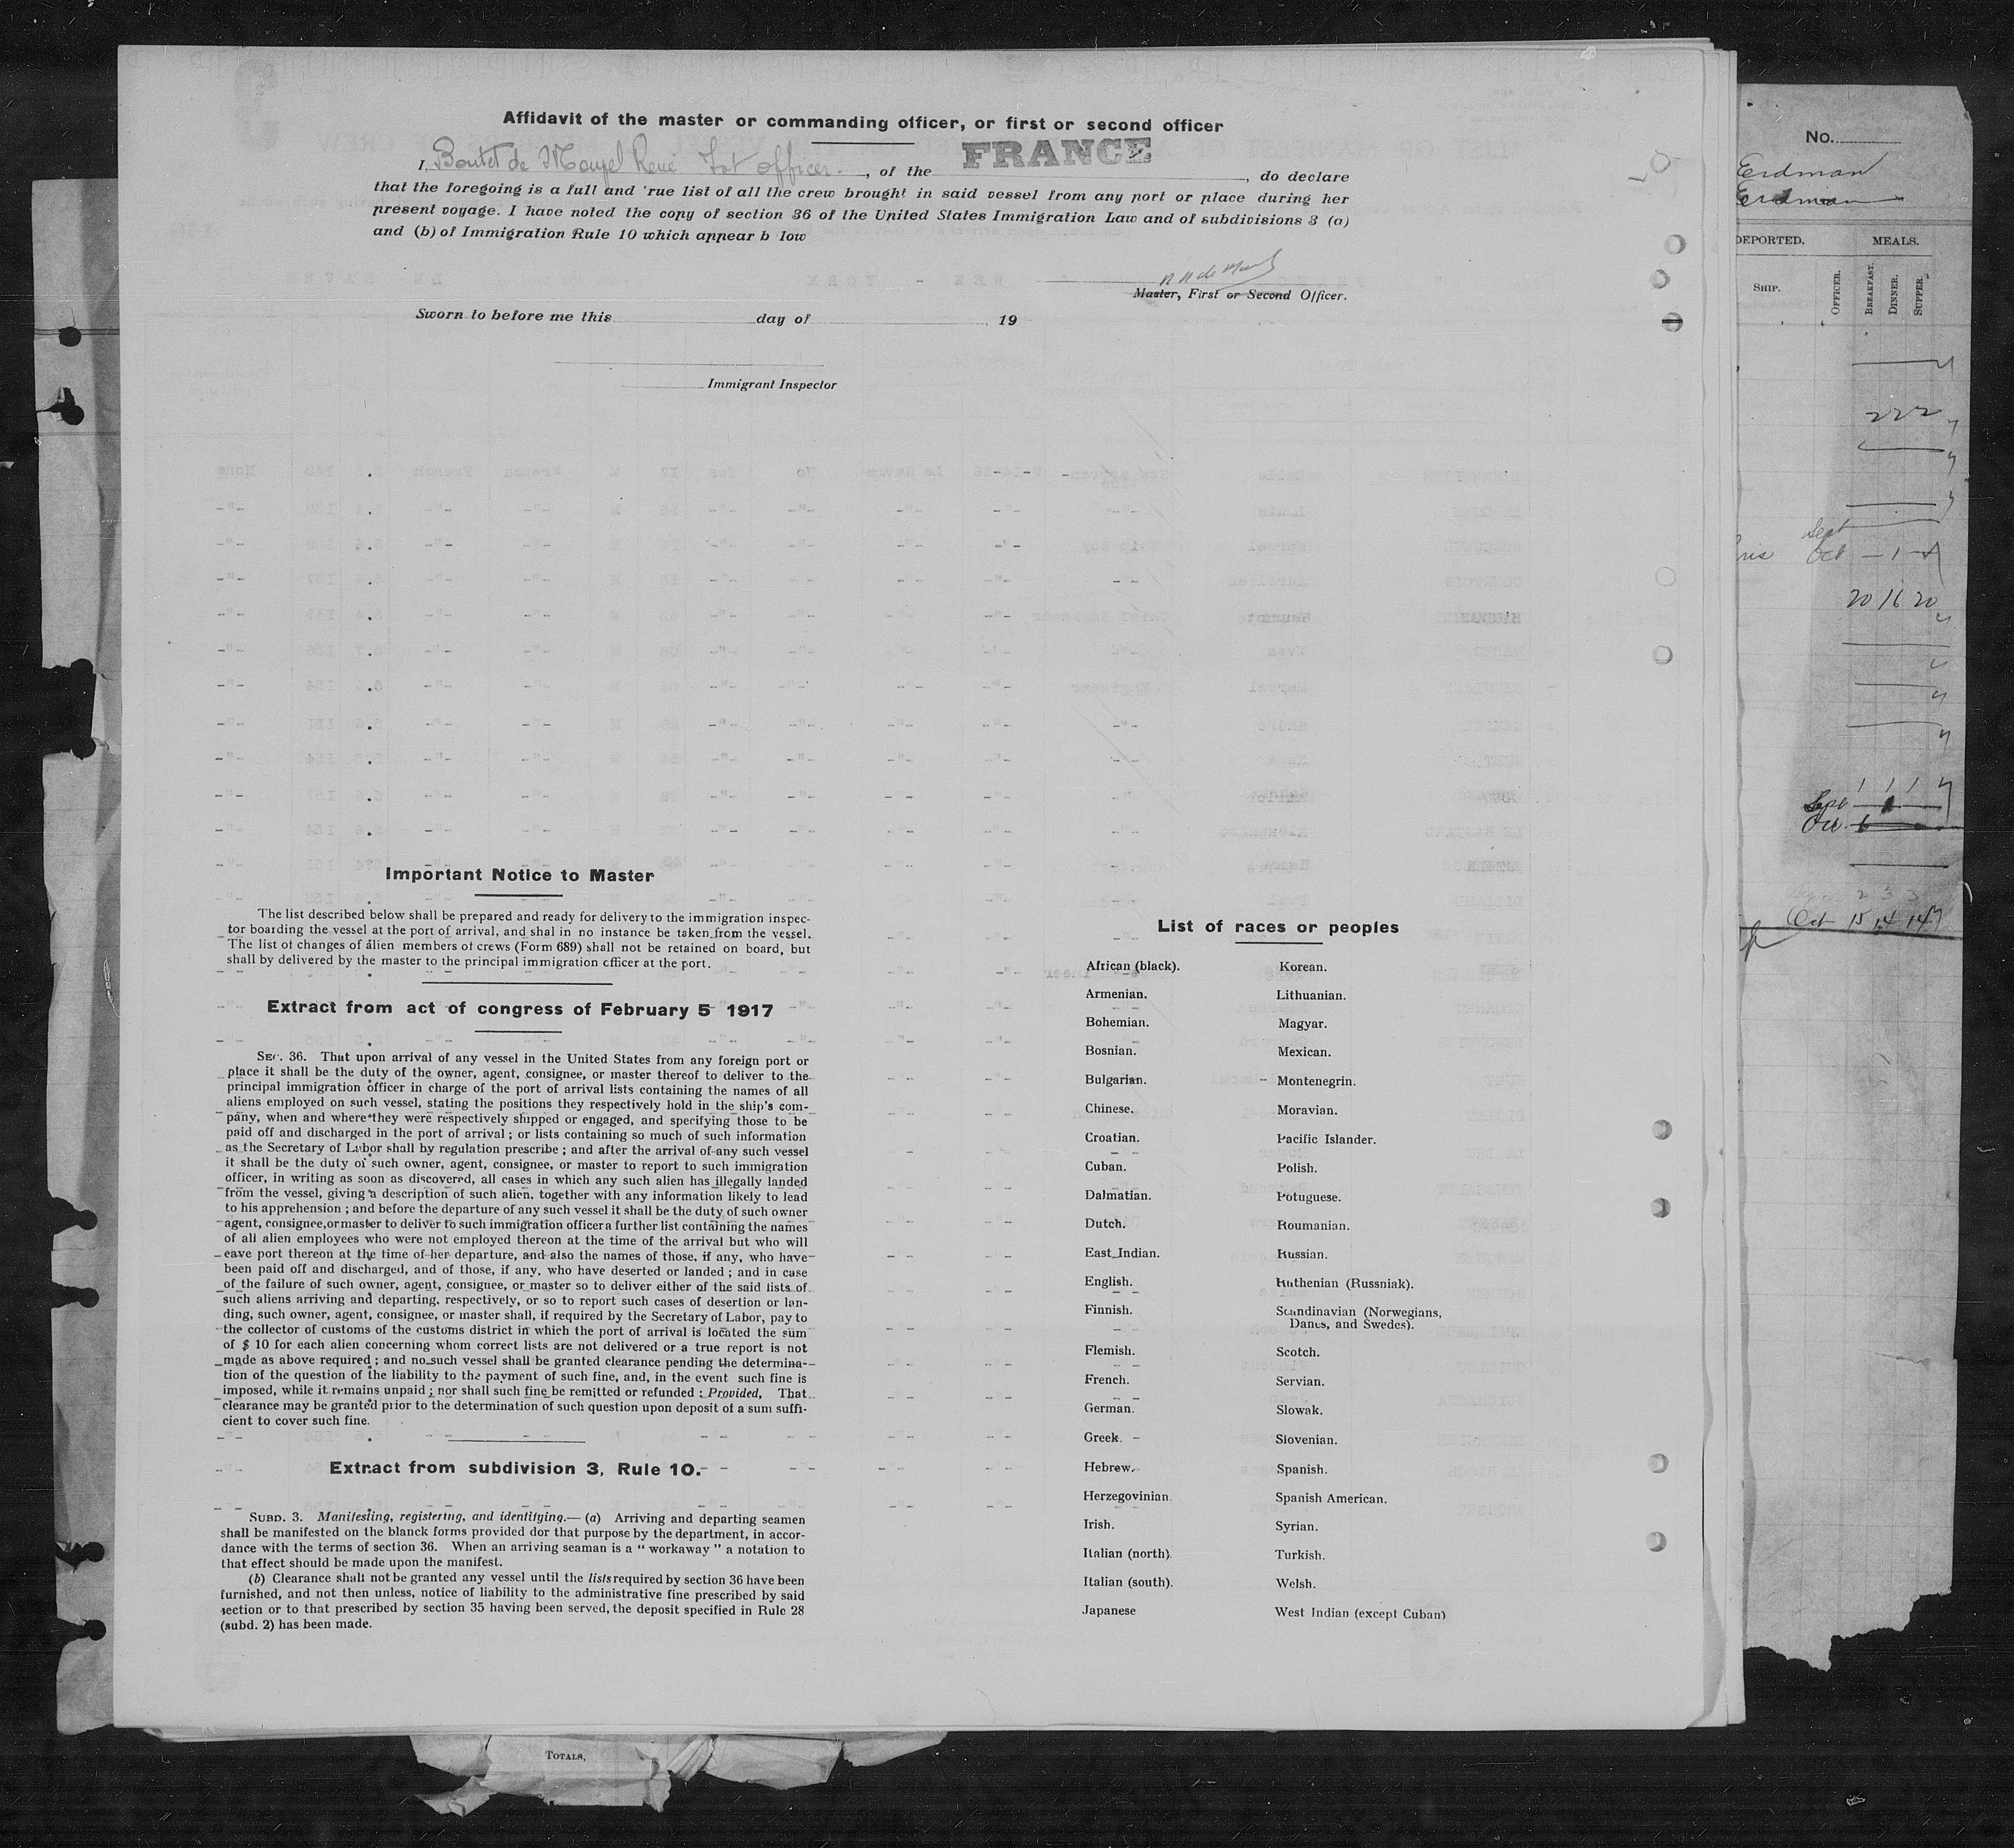 Affidavit of the master or commanding officer, or first or second officer
I, Boutet de Monvel René 1st officer, of the FRANCE, do declare
that the foregoing is a full and 'rue list of all the crew brought in said vessel from any port or place during her
present voyage. I have noted the copy of section 36 of the United States Immigration Law and of subdivisions 3 (a)
and (b) of Immigration Rule 10 which appear b low
Master, First or Second Officer.
Sworn to before me this day of 19
Immigrant Inspector
Important Notice to Master
The list described below shall be prepared and ready for delivery to the immigration inspec-
tor boarding the vessel at the port of arrival, and shal in no instance be taken from the vessel.
The list of changes of alien members of crews (Form 689) shall not be retained on board, but
shall by delivered by the master to the principal immigration officer at the port.
Extract from act of congress of February 5 1917
SEC. 36. That upon arrival of any vessel in the United States from any foreign port or
place it shall be the duty of the owner, agent, consignee, or master thereof to deliver to the
principal immigration officer in charge of the port of arrival lists containing the names of all
aliens employed on such vessel, stating the positions they respectively hold in the ship's com-
pany, when and where they were respectively shipped or engaged, and specifying those to be
paid off and discharged in the port of arrival ; or lists containing so much of such information
as the Secretary of Labor shall by regulation prescribe ; and after the arrival of any such vessel
it shall be the duty of such owner, agent, consignee, or master to report to such immigration
officer, in writing as soon as discovered, all cases in which any such alien has illegally landed
from the vessel, giving a description of such alien, together with any information likely to lead
to his apprehension ; and before the departure of any such vessel it shall be the duty of such owner
agent, consignee, or master to deliver to such immigration officer a further list containing the names
of all alien employees who were not employed thereon at the time of the arrival but who will
eave port thereon at the time of her departure, and also the names of those, if any, who have
been paid off and discharged, and of those, if any, who have deserted or landed ; and in case
of the failure of such owner, agent, consignee, or master so to deliver either of the said lists of
such aliens arriving and departing, respectively, or so to report such cases of desertion or lan-
ding, such owner, agent, consignee, or master shall, if required by the Secretary of Labor, pay to
the collector of customs of the customs district in which the port of arrival is located the sum
of $ 10 for each alien concerning whom correct lists are not delivered or a true report is not
made as above required ; and no such vessel shall be granted clearance pending the determina-
tion of the question of the liability to the payment of such fine, and, in the event such fine is
imposed, while it remains unpaid ; nor shall such fine be remitted or refunded : Provided, That
clearance may be granted prior to the determination of such question upon deposit of a sum suffi-
cient to cover such fine.
Extract from subdivision 3, Rule 10.
SUBD. 3. Manifesting, registering, and identifying.— (a) Arriving and departing seamen
shall be manifested on the blanck forms provided dor that purpose by the department, in accor-
dance with the terms of section 36. When an arriving seaman is a “ workaway ” a notation to
that effect should be made upon the manifest.
(b) Clearance shall not be granted any vessel until the lists required by section 36 have been
furnished, and not then unless, notice of liability to the administrative fine prescribed by said
section or to that prescribed by section 35 having been served, the deposit specified in Rule 28
(subd. 2) has been made.
List of races or peoples
African (black). Korean.
Armenian. Lithuanian.
Bohemian. Magyar.
Bosnian. Mexican.
Bulgarian. Montenegrin.
Chinese. Moravian.
Croatian. Pacific Islander.
Cuban. Polish.
Dalmatian. Potuguese.
Dutch. Roumanian.
East Indian. Russian.
English. Ruthenian (Russniak).
Finnish. Scandinavian (Norwegians,
Danes, and Swedes).
Flemish. Scotch.
French. Servian.
German. Slowak.
Greek. Slovenian.
Hebrew. Spanish.
Herzegovinian. Spanish American.
Irish. Syrian.
Italian (north). Turkish.
Italian (south). Welsh.
Japanese West Indian (except Cuban)
No.
Erdman
Erdman
DEPORTED. MEALS.
SHIP. OFFICER. BREAKFAST. DINNER. SUPPER.
2 2 2
Sept
Oct – 1 –
20 16 20
1 1 1
Sept
Oct. 6
2 3 3
Oct 15 14 14
TOTALS,